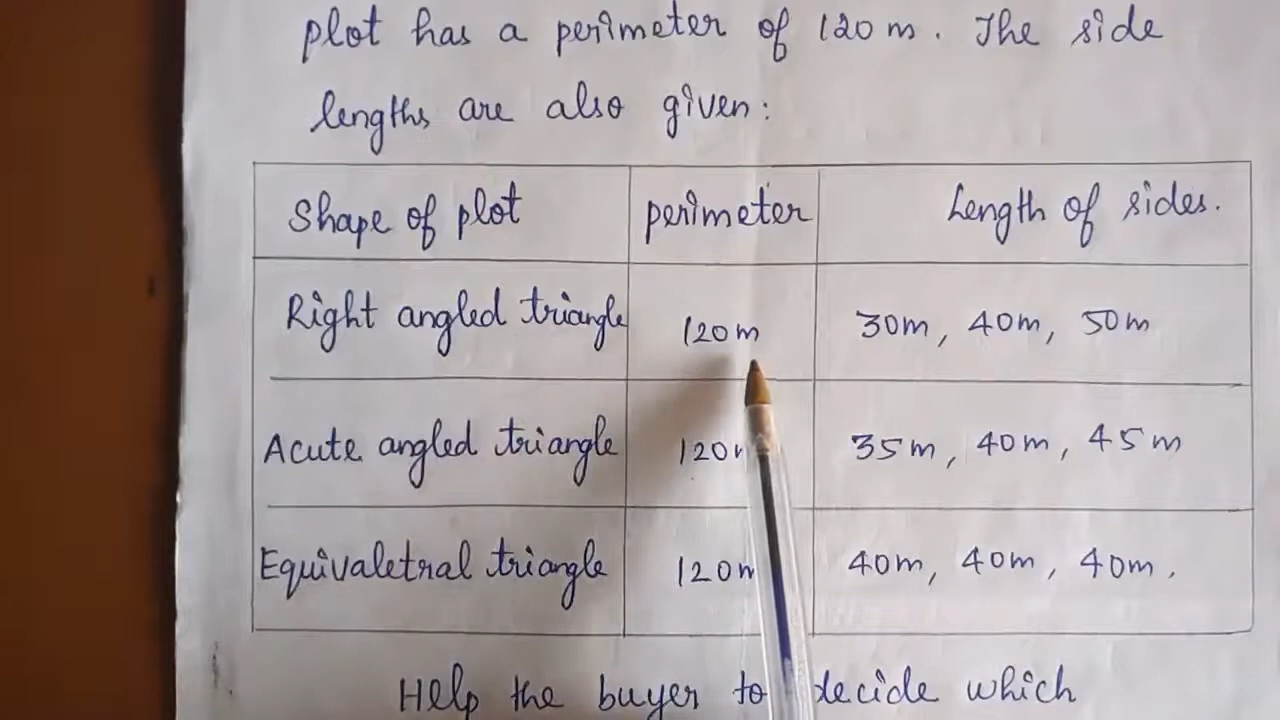 plot has a perimeter of 120 m. The side
lengths are also given:
Shape of plot perimeter Length of sides.
Right angled triangle 120m 30m, 40m, 50m
Acute angled triangle 120 35m, 40m, 45m
Equivaletral triangle 120m 40m, 40m, 40m.
Help the buyer to decide which